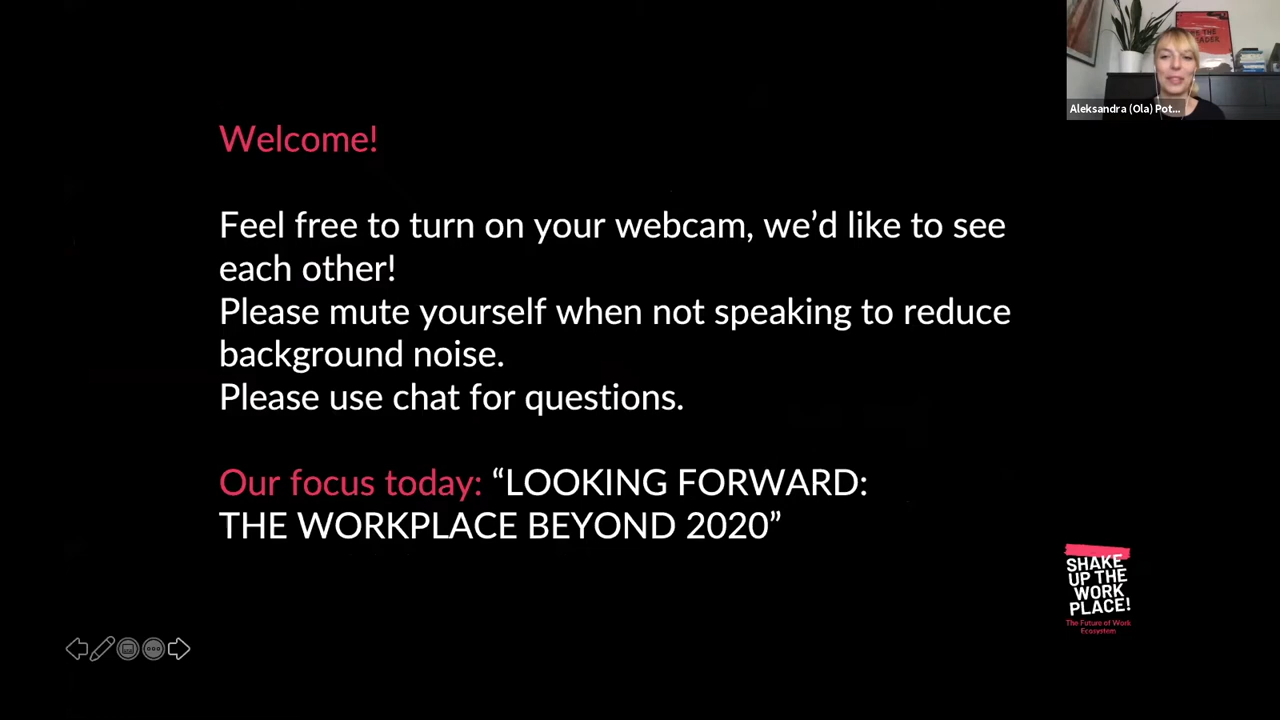 Welcome!
Feel free to turn on your webcam, we’d like to see
each other!
Please mute yourself when not speaking to reduce
background noise.
Please use chat for questions.
Our focus today: “LOOKING FORWARD:
THE WORKPLACE BEYOND 2020”
Aleksandra (Ola) Pot...
SHAKE
UP THE
WORK
PLACE!
The Future of Work
Ecosystem